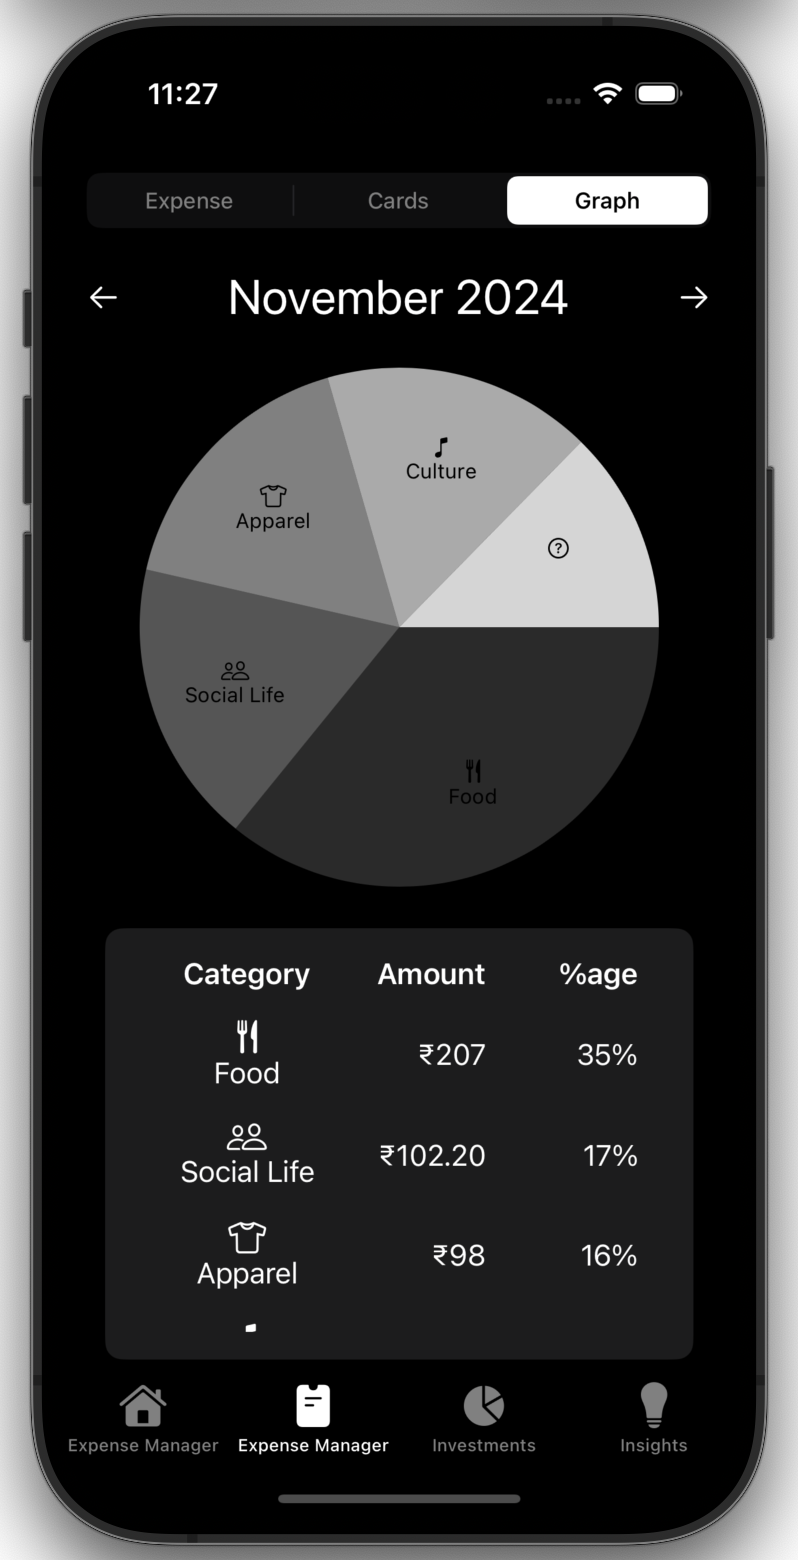 11:27
Expense Cards Graph
November 2024
Culture
Apparel
?
Social Life
Food
Category Amount %age
Food ₹207 35%
Social Life ₹102.20 17%
Apparel ₹98 16%
Expense Manager Expense Manager Investments Insights